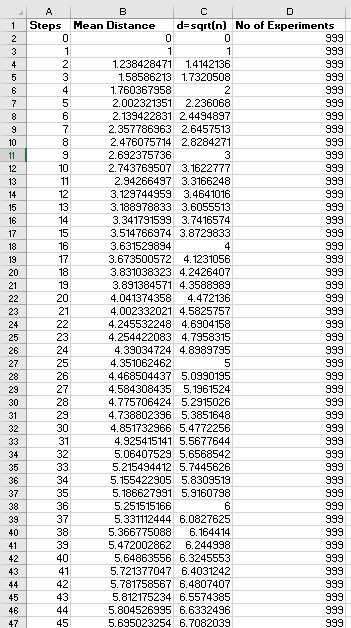 A B C D
1 Steps Mean Distance d=sqrt(n) No of Experiments
2 0 0 0 999
3 1 1 1 999
4 2 1.238428471 1.4142136 999
5 3 1.58586213 1.7320508 999
6 4 1.760367958 2 999
7 5 2.002321351 2.236068 999
8 6 2.139422831 2.4494897 999
9 7 2.357786963 2.6457513 999
10 8 2.476075714 2.8284271 999
11 9 2.692375736 3 999
12 10 2.743769507 3.1622777 999
13 11 2.94266497 3.3166248 999
14 12 3.129744959 3.4641016 999
15 13 3.188978833 3.6055513 999
16 14 3.341791599 3.7416574 999
17 15 3.514766974 3.8729833 999
18 16 3.631529894 4 999
19 17 3.673500572 4.1231056 999
20 18 3.831038323 4.2426407 999
21 19 3.891384571 4.3588989 999
22 20 4.041374358 4.472136 999
23 21 4.002332021 4.5825757 999
24 22 4.245532248 4.6904158 999
25 23 4.254422083 4.7958315 999
26 24 4.39034724 4.8989795 999
27 25 4.351062462 5 999
28 26 4.468504437 5.0990195 999
29 27 4.584308435 5.1961524 999
30 28 4.775706424 5.2915026 999
31 29 4.738802396 5.3851648 999
32 30 4.851732966 5.4772256 999
33 31 4.925415141 5.5677644 999
34 32 5.06407529 5.6568542 999
35 33 5.215494412 5.7445626 999
36 34 5.155422905 5.8309519 999
37 35 5.186627991 5.9160798 999
38 36 5.251515166 6 999
39 37 5.331112444 6.0827625 999
40 38 5.366775088 6.164414 999
41 39 5.472002862 6.244998 999
42 40 5.64863556 6.3245553 999
43 41 5.721377047 6.4031242 999
44 42 5.781758567 6.4807407 999
45 43 5.812175234 6.5574385 999
46 44 5.804526995 6.6332496 999
47 45 5.695023254 6.7082039 999